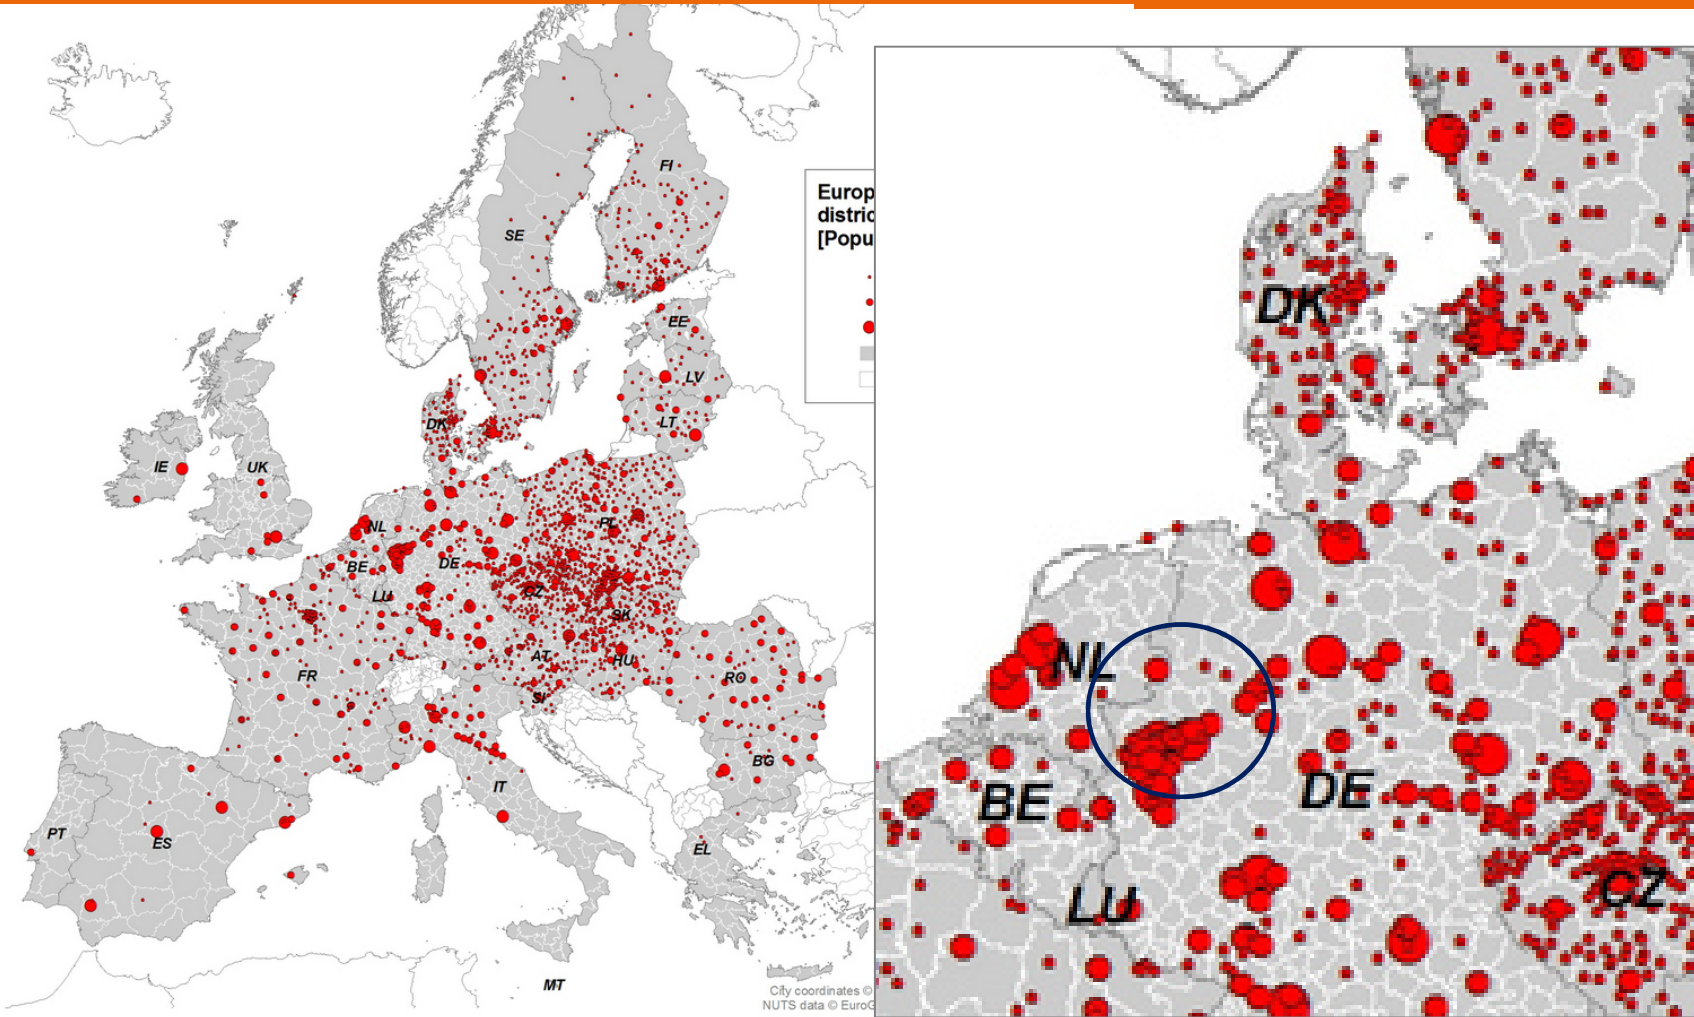 FI
SE
Europ
distric
[Popu
EE
LV
LT
DK
IE
UK
NL
PL
BE
DE
LU
CZ
SK
AT
HU
FR
SI
RO
BG
IT
PT
ES
EL
MT
City coordinates ©
NUTS data © EuroG
DK
NL
BE
DE
LU
CZ